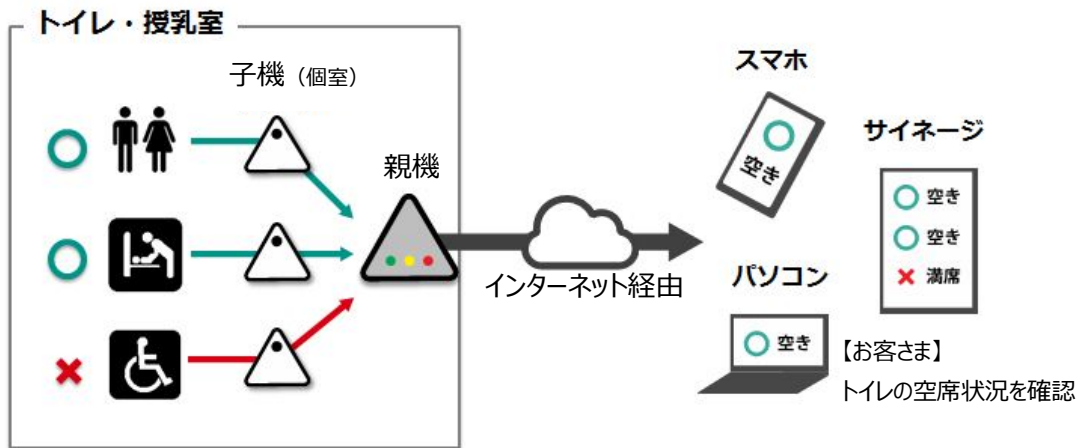 トイレ・授乳室
子機（個室）
親機
インターネット経由
スマホ
空き
サイネージ
空き
空き
満席
パソコン
空き
【お客さま】
トイレの空席状況を確認